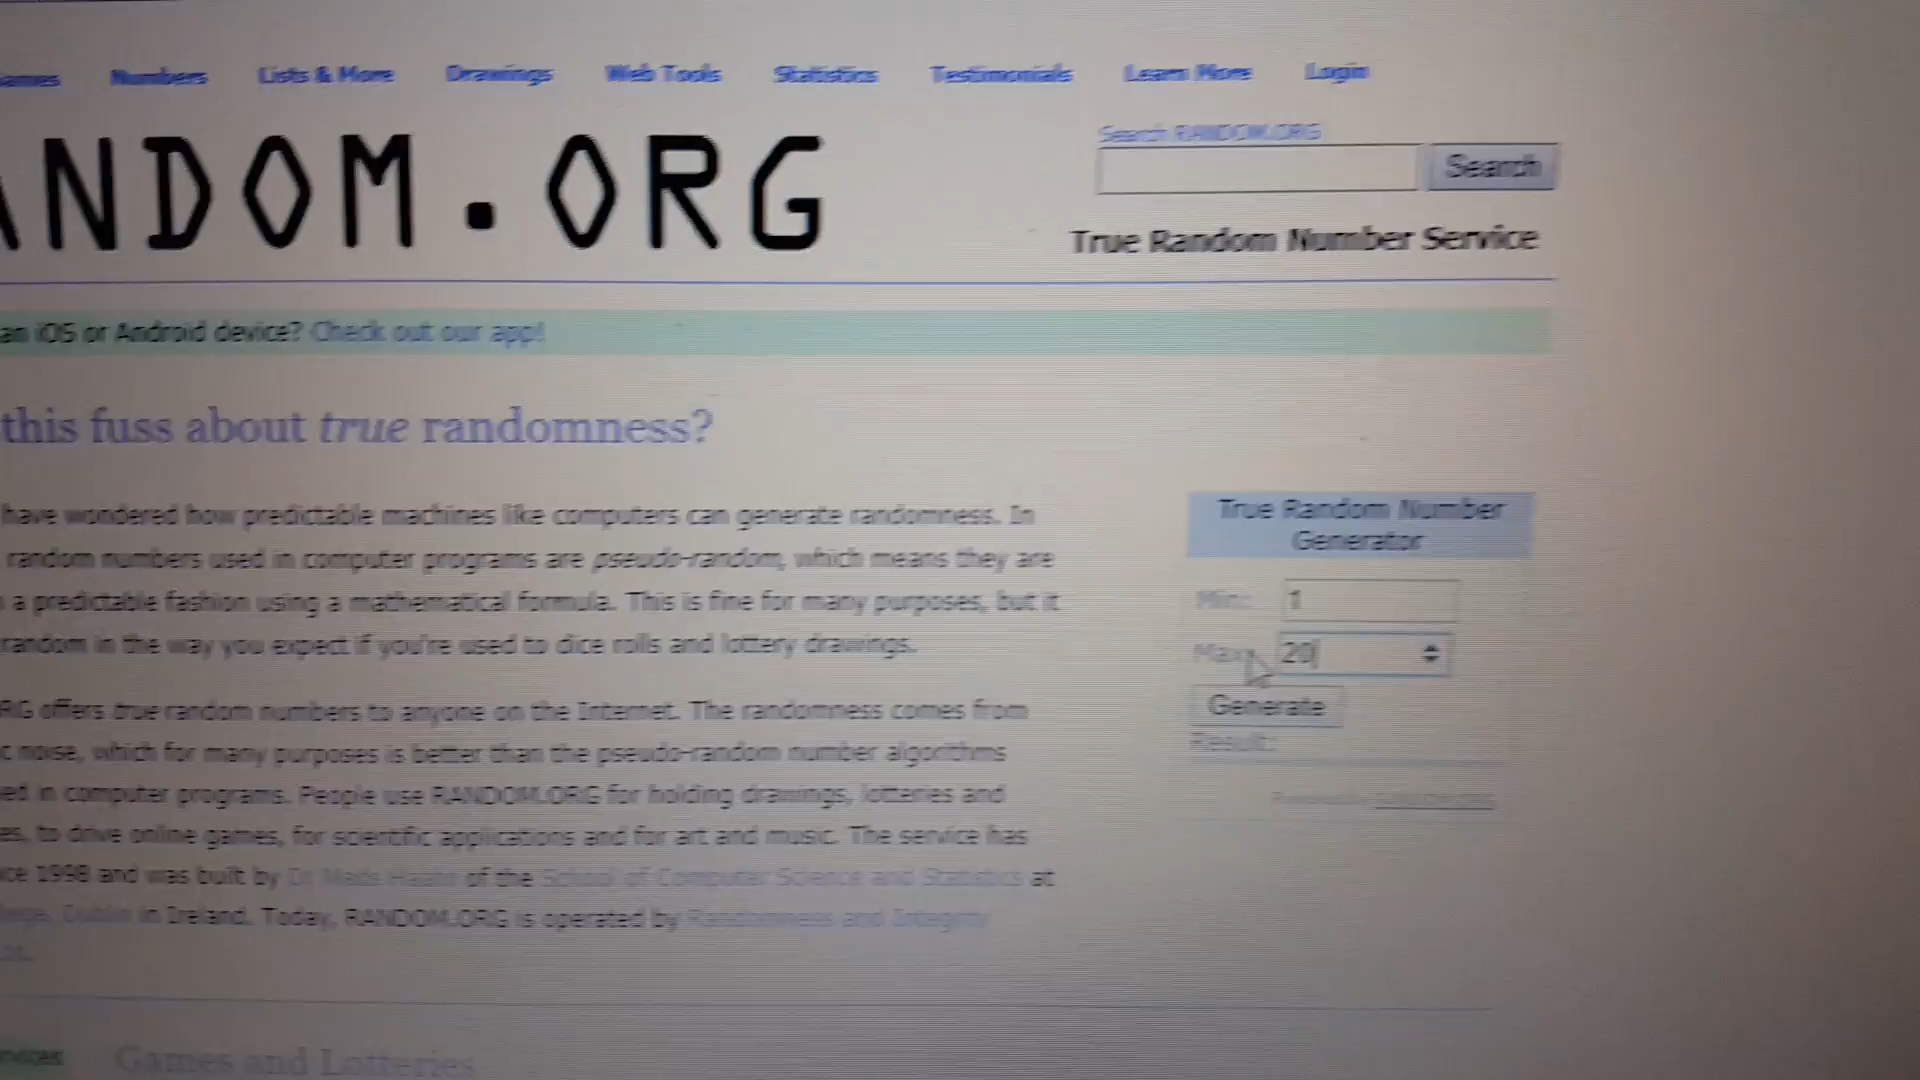 Numbers Lists & More Drawings Web Tools Statistics Testimonials Learn More Login
Search RANDOM.ORG
NDOM.ORG
Search
True Random Number Service
an iOS or Android device? Check out our app!
this fuss about true randomness?
have wondered how predictable machines like computers can generate randomness. In
random numbers used in computer programs are pseudo-random, which means they are
a predictable fashion using a mathematical formula. This is fine for many purposes, but it
random in the way you expect if you're used to dice rolls and lottery drawings.
RG offers true random numbers to anyone on the Internet. The randomness comes from
c noise, which for many purposes is better than the pseudo-random number algorithms
ed in computer programs. People use RANDOM.ORG for holding drawings, lotteries and
es, to drive online games, for scientific applications and for art and music. The service has
ce 1998 and was built by Dr Mads Haahr of the School of Computer Science and Statistics at
lege, Dublin in Ireland. Today, RANDOM.ORG is operated by Randomness and Integrity
True Random Number
Generator
Min: 1
Max: 20
Generate
Result:
Powered by RANDOM.ORG
Games and Lotteries